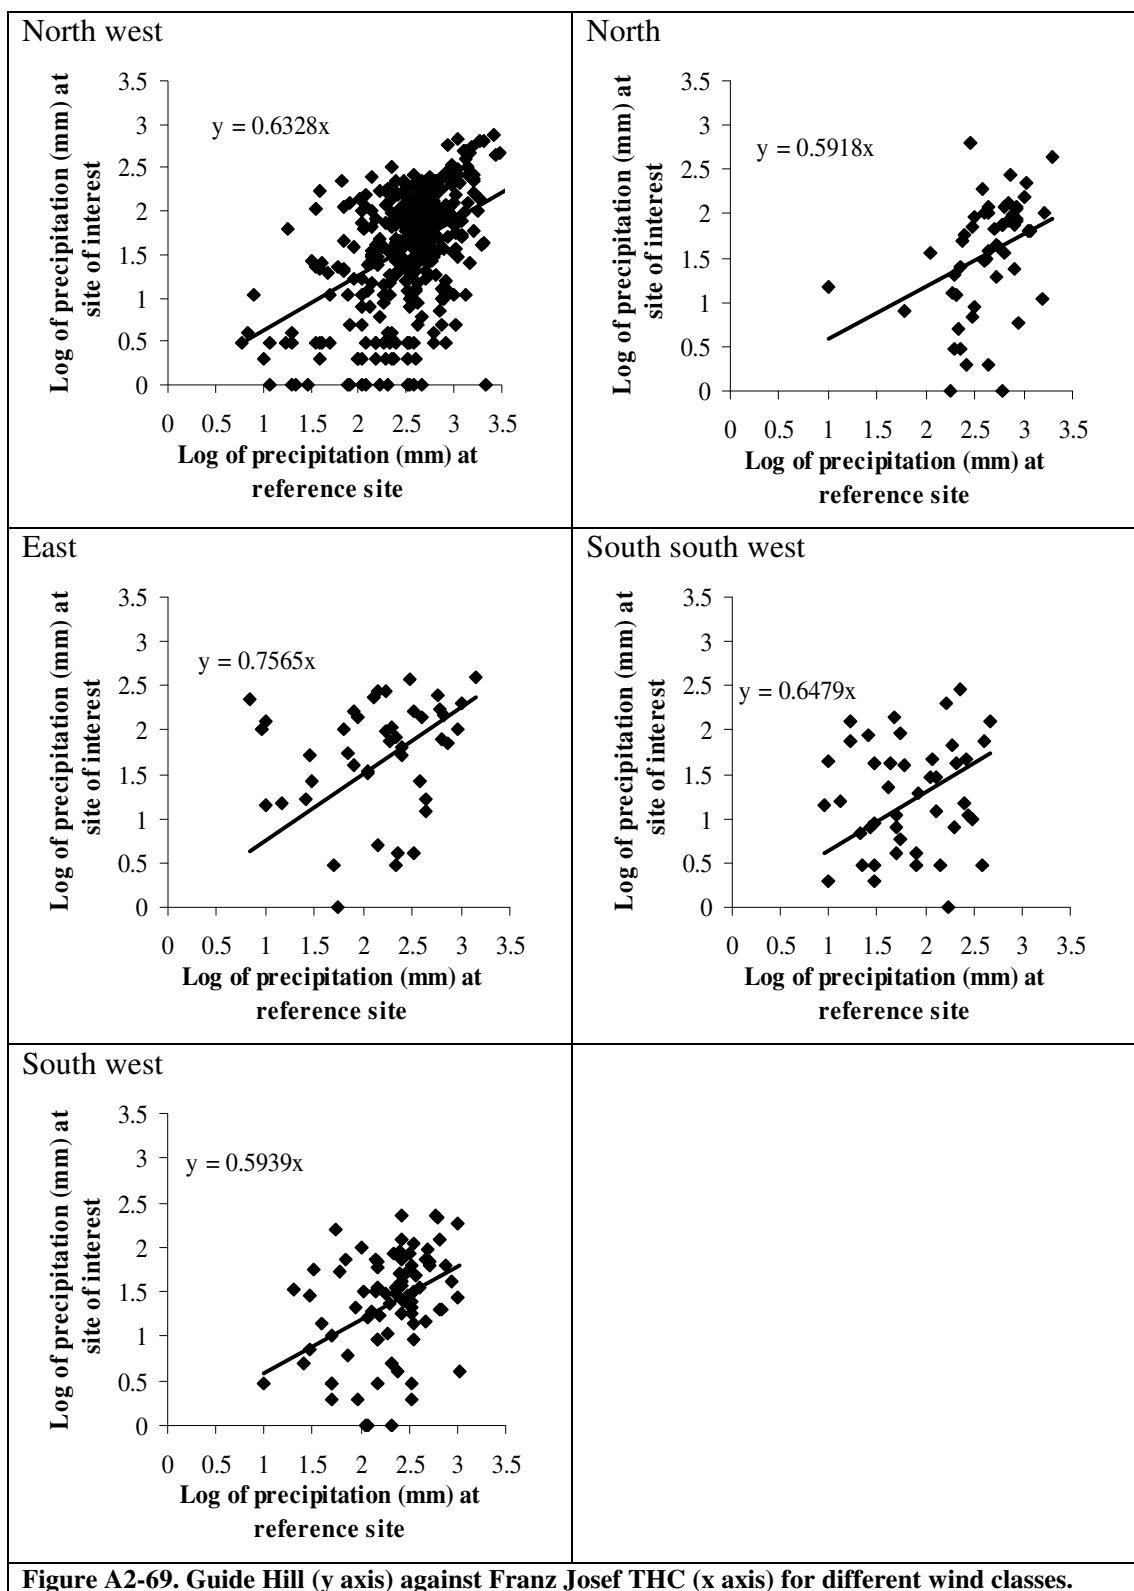 North west
3.5
3
2.5
2
1.5
1
0.5
0
y = 0.6328x
Log of precipitation (mm) at
site of interest
0 0.5 1 1.5 2 2.5 3 3.5
Log of precipitation (mm) at
reference site
North
3.5
3
2.5
2
1.5
1
0.5
0
y = 0.5918x
Log of precipitation (mm) at
site of interest
0 1 2 2.5 3 3.5
Log of precipitation (mm) at
reference site
East
3.5
3
2.5
2
1.5
1
0.5
0
y = 0.7565x
Log of precipitation (mm) at
site of interest
0 0.5 1 1.5 2 2.5 3 3.5
Log of precipitation (mm) at
reference site
South south west
3.5
3
2.5
2
1.5
1
0.5
0
y = 0.6479x
Log of precipitation (mm) at
site of interest
0 0.5 1 1.5 2 2.5 3 3.5
Log of precipitation (mm) at
reference site
South west
3.5
3
2.5
2
1.5
1
0.5
0
y = 0.5939x
Log of precipitation (mm) at
site of interest
0 0.5 1 1.5 2 2.5 3 3.5
Log of precipitation (mm) at
reference site
Figure A2-69. Guide Hill (y axis) against Franz Josef THC (x axis) for different wind classes.